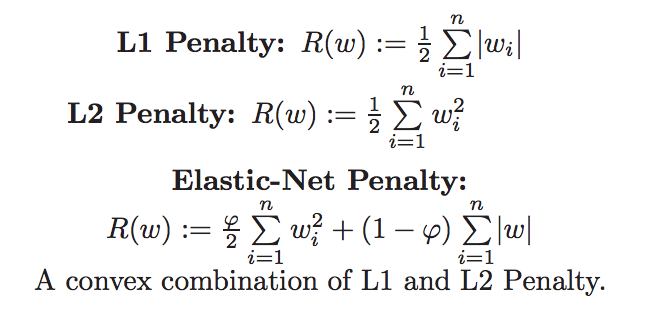 L1 Penalty: R(w) := 1/2 ∑_{i=1}^{n} |w_i|
L2 Penalty: R(w) := 1/2 ∑_{i=1}^{n} w_i^2
Elastic-Net Penalty:
R(w) := φ/2 ∑_{i=1}^{n} w_i^2 + (1 − φ) ∑_{i=1}^{n} |w|
A convex combination of L1 and L2 Penalty.